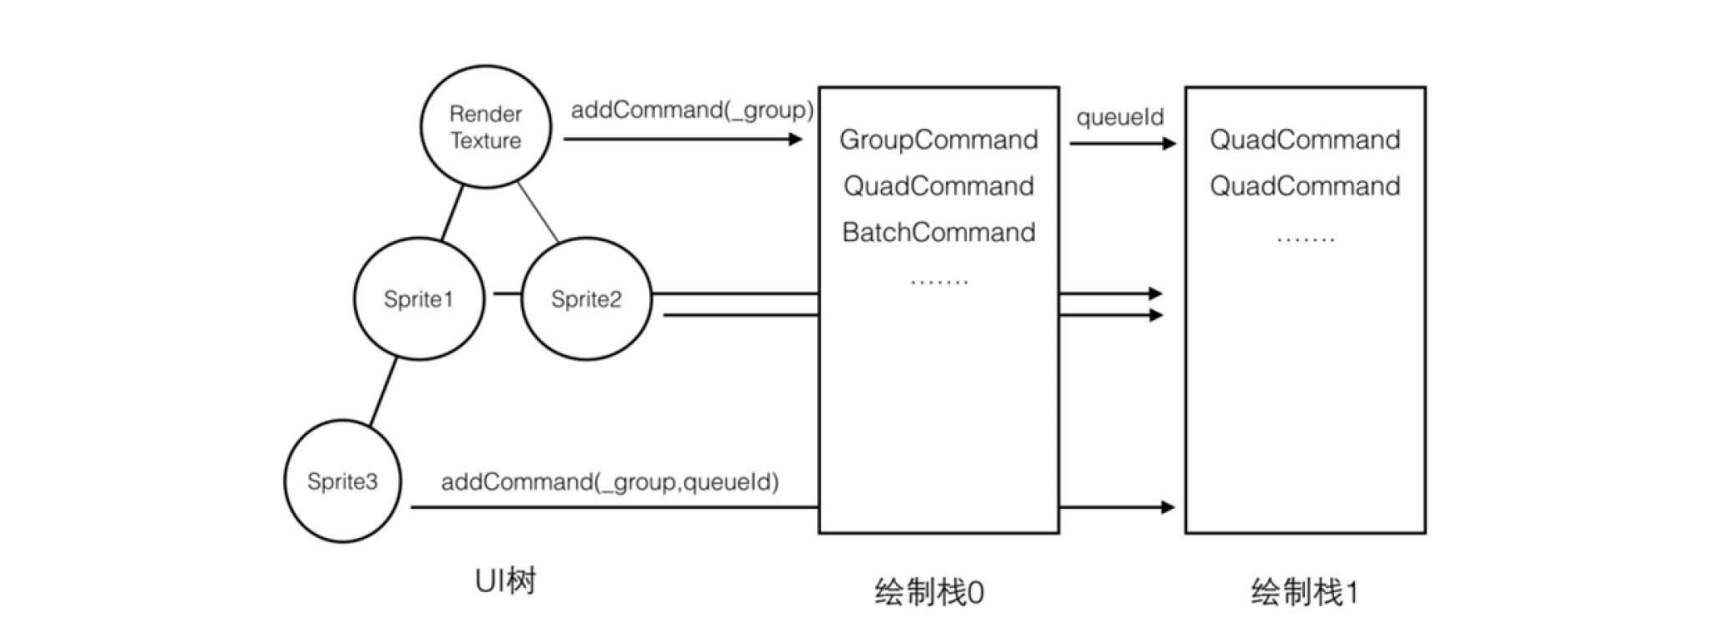 Render
Texture
addCommand(_group)
GroupCommand
QuadCommand
BatchCommand
.......
queueId
QuadCommand
QuadCommand
.......
Sprite1
Sprite2
Sprite3
addCommand(_group,queueId)
UI树
绘制栈0
绘制栈1